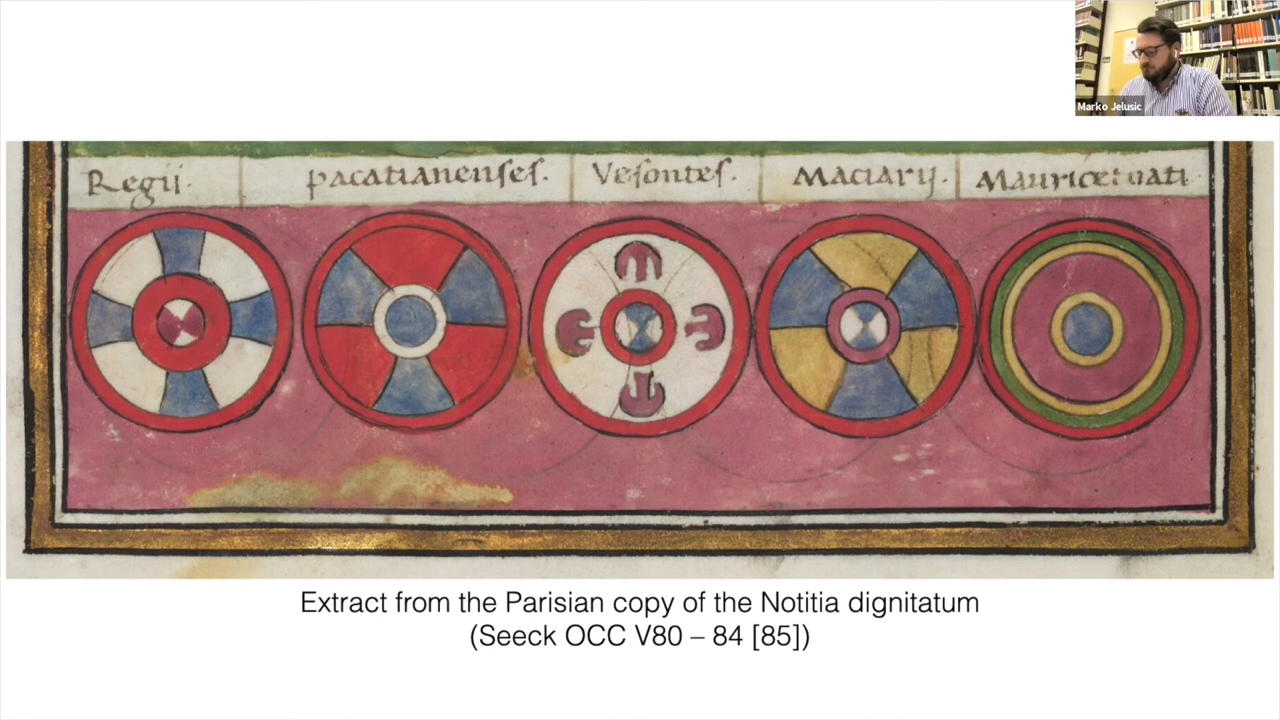 Marko Jelusic
Regii. pacatianenses. Vesontes. Maciarij. Mauricetuati.
Extract from the Parisian copy of the Notitia dignitatum
(Seeck OCC V80 – 84 [85])